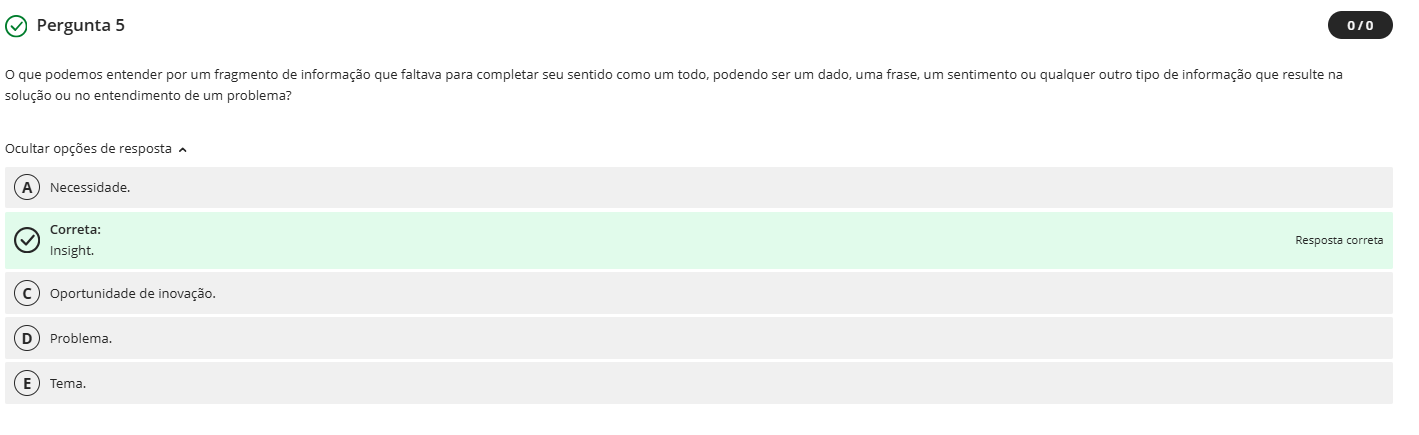 Pergunta 5
0 / 0
O que podemos entender por um fragmento de informação que faltava para completar seu sentido como um todo, podendo ser um dado, uma frase, um sentimento ou qualquer outro tipo de informação que resulte na
solução ou no entendimento de um problema?
Ocultar opções de resposta
A Necessidade.
Correta:
Insight.
Resposta correta
C Oportunidade de inovação.
D Problema.
E Tema.